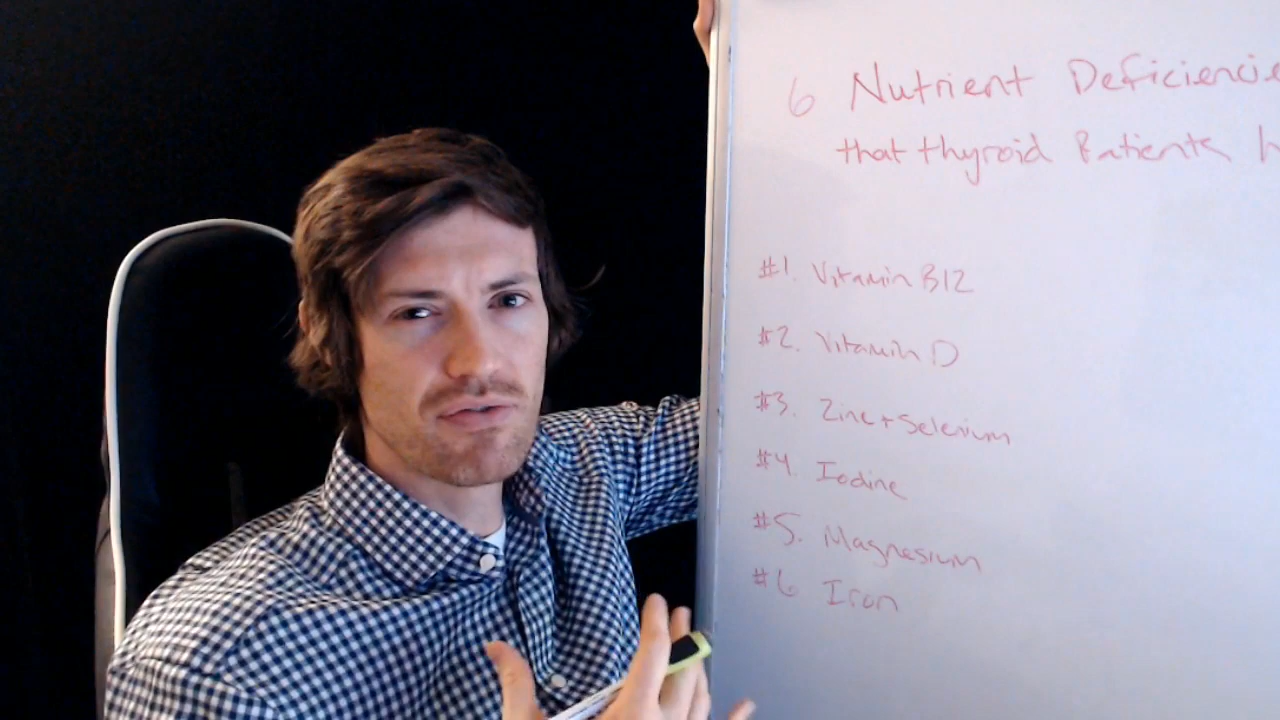 6 Nutrient Deficiencie
that thyroid Patients h
#1. Vitamin B12
#2. Vitamin D
#3. Zinc + Selenium
#4. Iodine
#5. Magnesium
#6 Iron